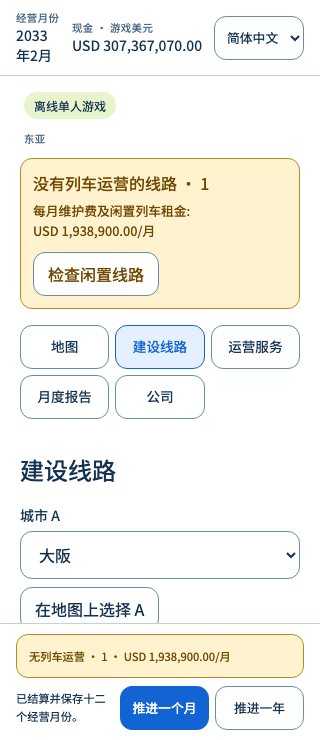 经营月份
2033
年2月
现金 · 游戏美元
USD 307,367,070.00
简体中文
离线单人游戏
东亚
没有列车运营的线路 · 1
每月维护费及闲置列车租金:
USD 1,938,900.00/月
检查闲置线路
地图
建设线路
运营服务
月度报告
公司
建设线路
城市 A
大阪
在地图上选择 A
无列车运营 · 1 · USD 1,938,900.00/月
已结算并保存十二
个经营月份。
推进一个月
推进一年